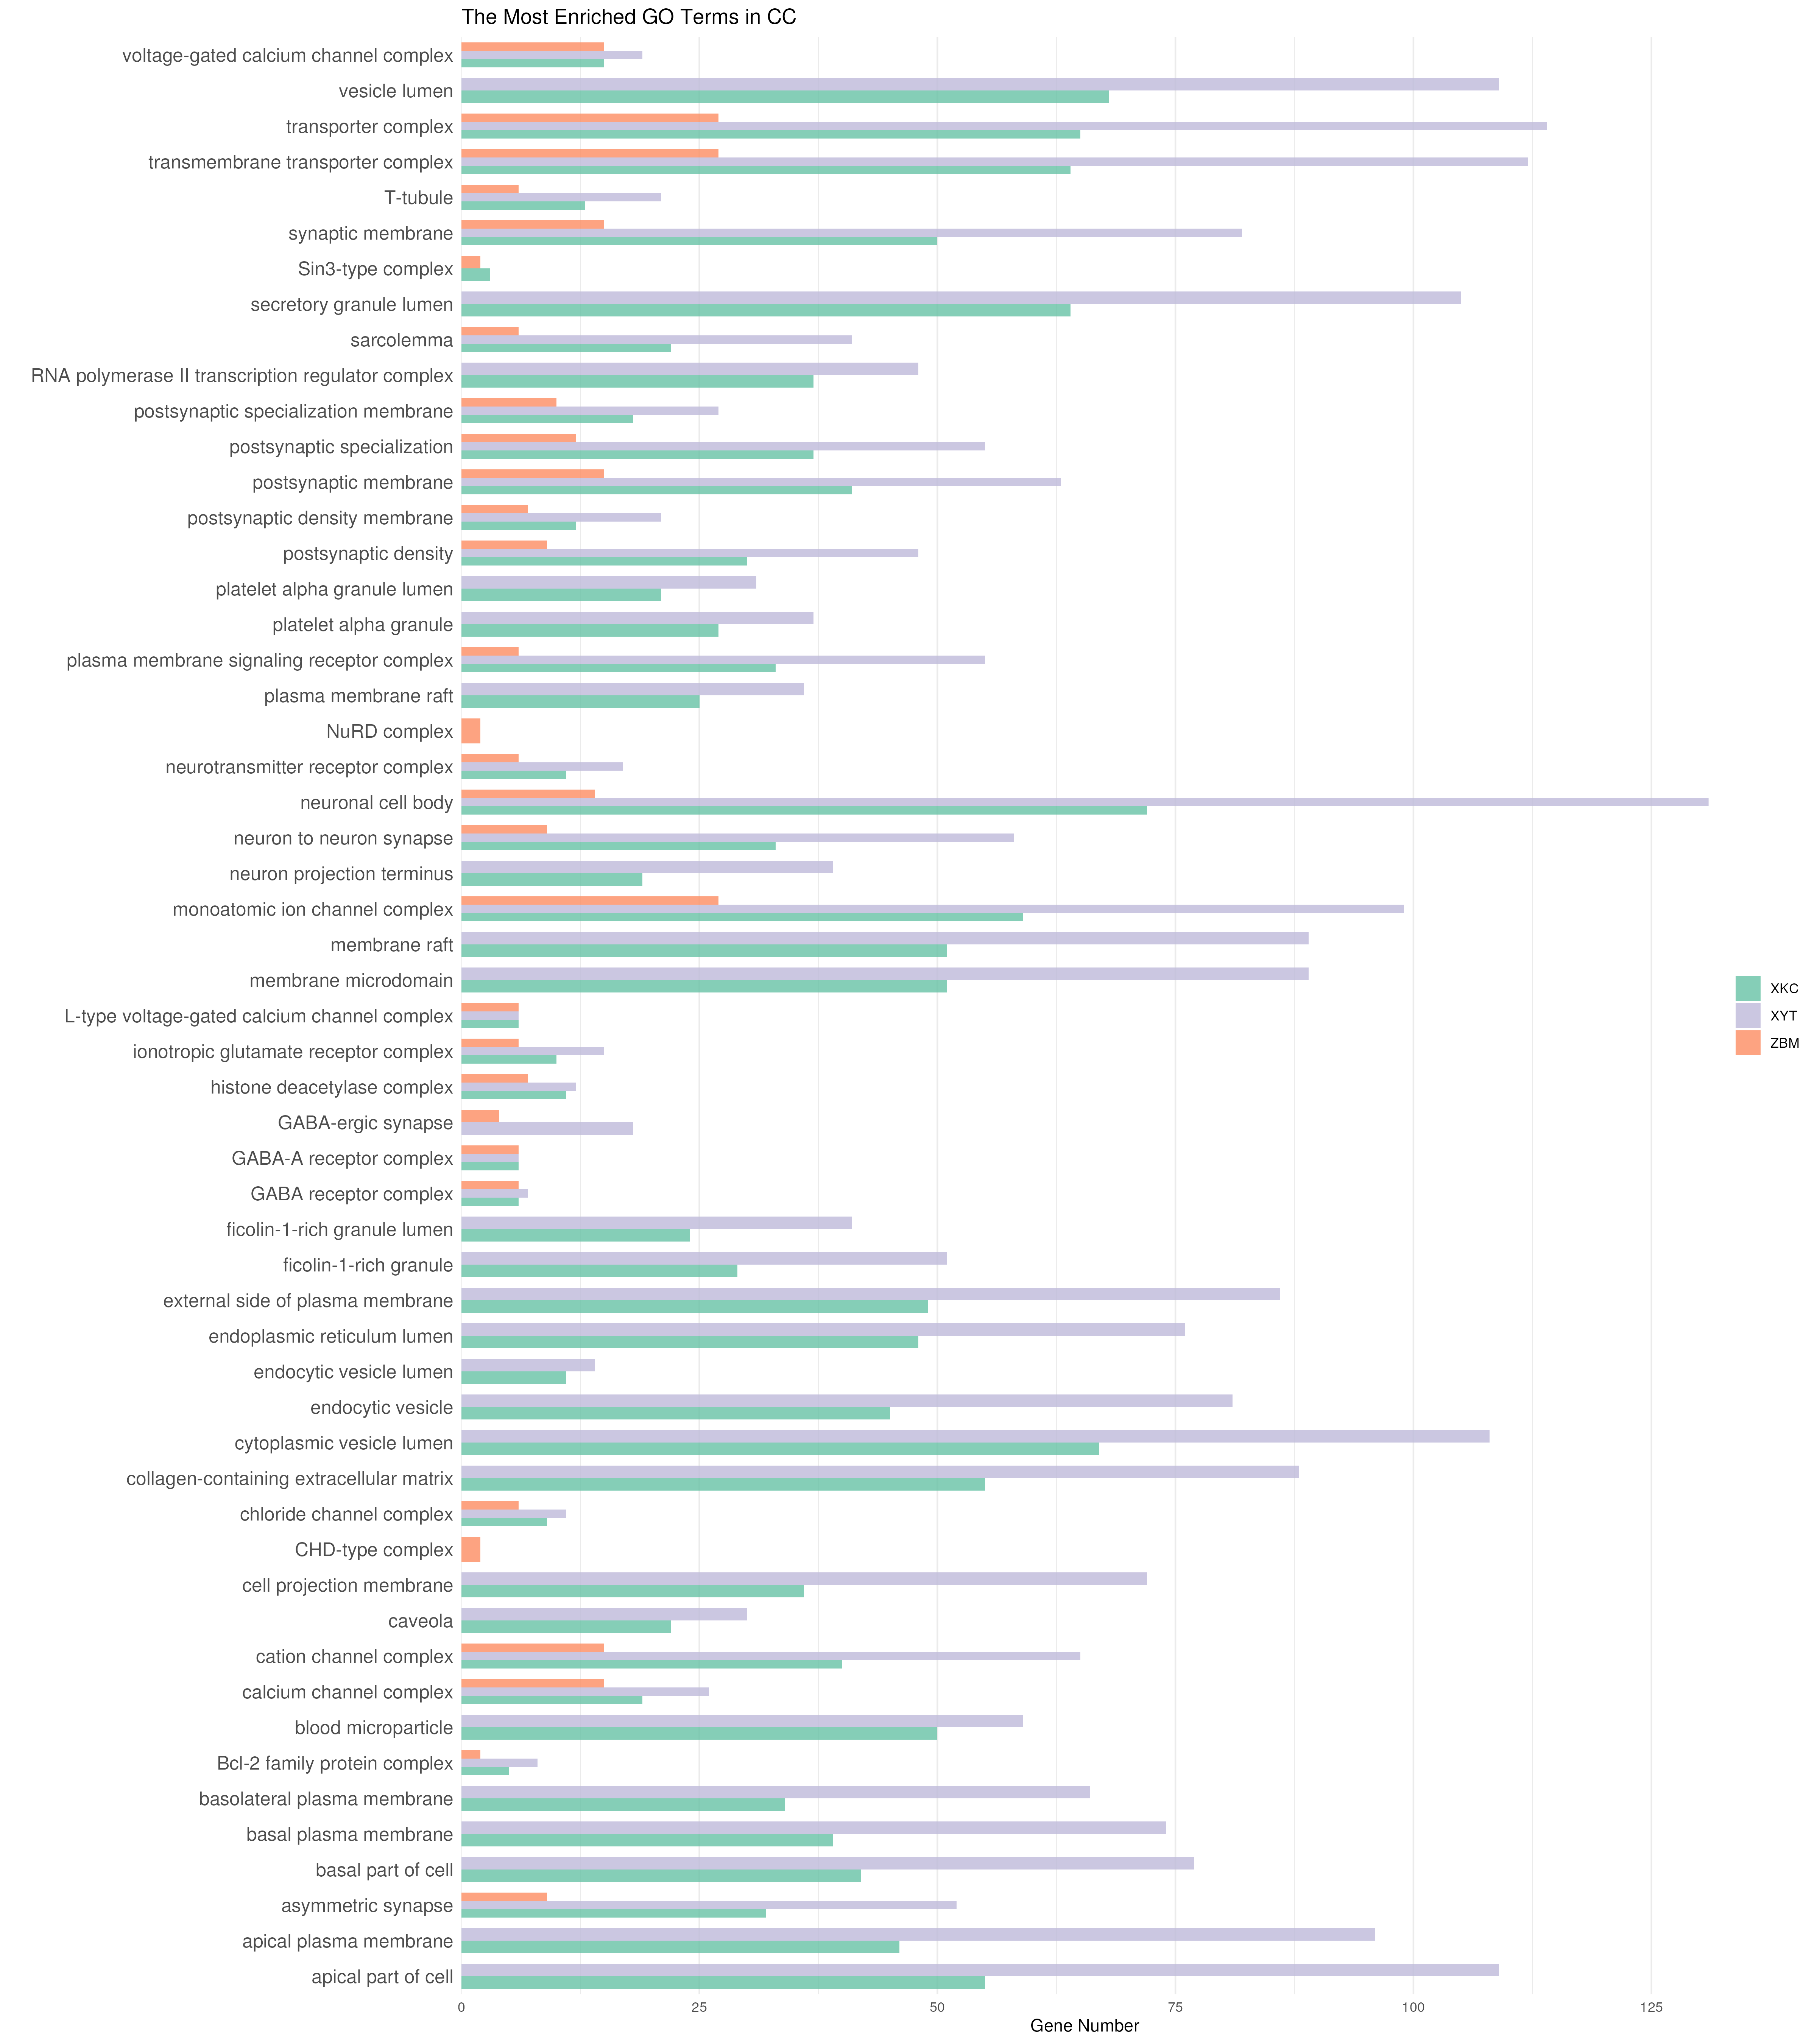 The Most Enriched GO Terms in CC
voltage-gated calcium channel complex
vesicle lumen
transporter complex
transmembrane transporter complex
T-tubule
synaptic membrane
Sin3-type complex
secretory granule lumen
sarcolemma
RNA polymerase II transcription regulator complex
postsynaptic specialization membrane
postsynaptic specialization
postsynaptic membrane
postsynaptic density membrane
postsynaptic density
platelet alpha granule lumen
platelet alpha granule
plasma membrane signaling receptor complex
plasma membrane raft
NuRD complex
neurotransmitter receptor complex
neuronal cell body
neuron to neuron synapse
neuron projection terminus
monoatomic ion channel complex
membrane raft
membrane microdomain
L-type voltage-gated calcium channel complex
ionotropic glutamate receptor complex
histone deacetylase complex
GABA-ergic synapse
GABA-A receptor complex
GABA receptor complex
ficolin-1-rich granule lumen
ficolin-1-rich granule
external side of plasma membrane
endoplasmic reticulum lumen
endocytic vesicle lumen
endocytic vesicle
cytoplasmic vesicle lumen
collagen-containing extracellular matrix
chloride channel complex
CHD-type complex
cell projection membrane
caveola
cation channel complex
calcium channel complex
blood microparticle
Bcl-2 family protein complex
basolateral plasma membrane
basal plasma membrane
basal part of cell
asymmetric synapse
apical plasma membrane
apical part of cell
0 25 50 75 100 125
Gene Number
XKC
XYT
ZBM